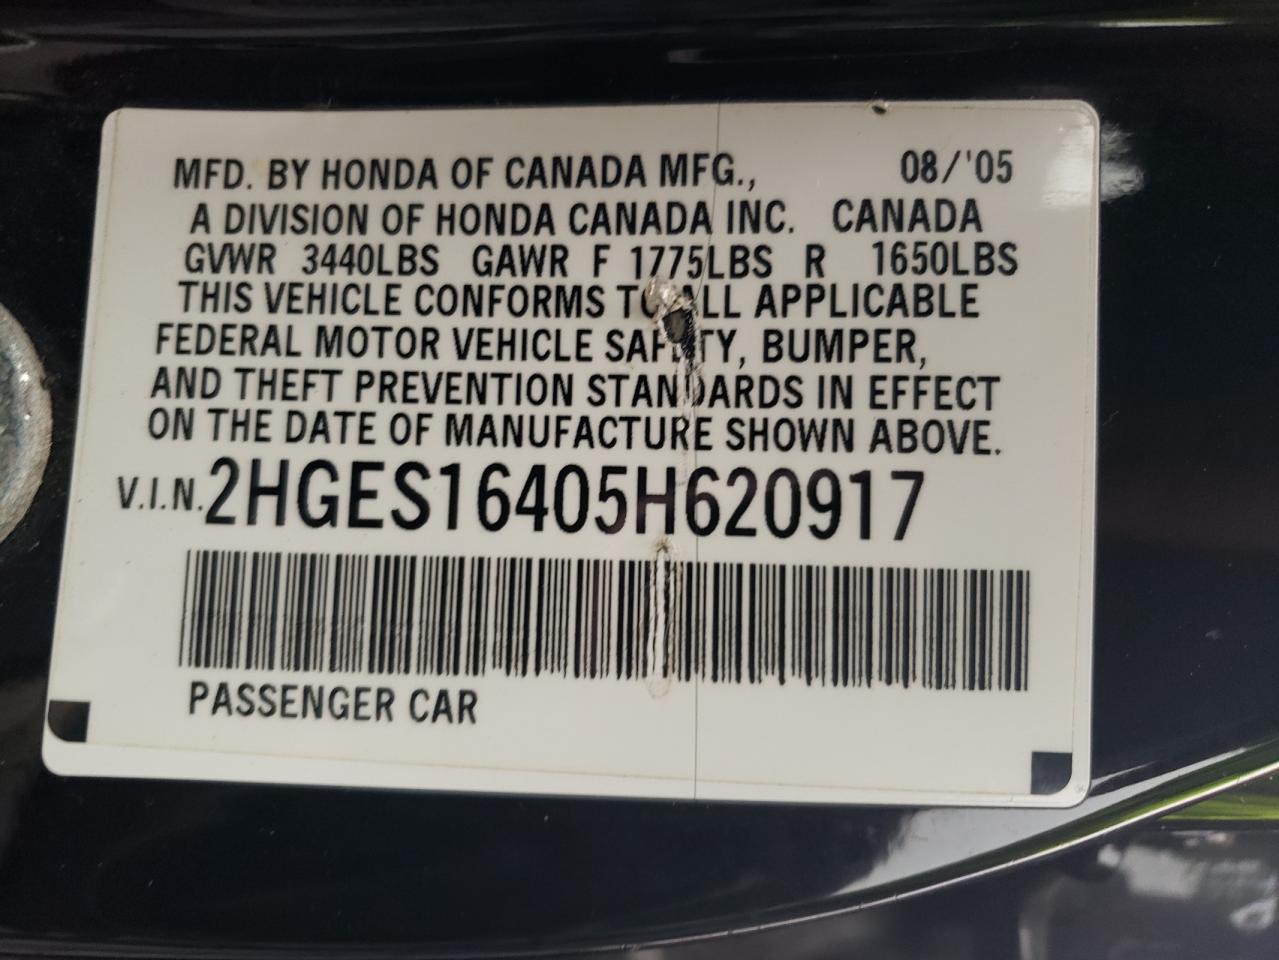 MFD. BY HONDA OF CANADA MFG., 08/'05
A DIVISION OF HONDA CANADA INC. CANADA
GVWR 3440LBS GAWR F 1775LBS R 1650LBS
THIS VEHICLE CONFORMS TO ALL APPLICABLE
FEDERAL MOTOR VEHICLE SAFETY, BUMPER,
AND THEFT PREVENTION STANDARDS IN EFFECT
ON THE DATE OF MANUFACTURE SHOWN ABOVE.
V.I.N. 2HGES16405H620917
PASSENGER CAR